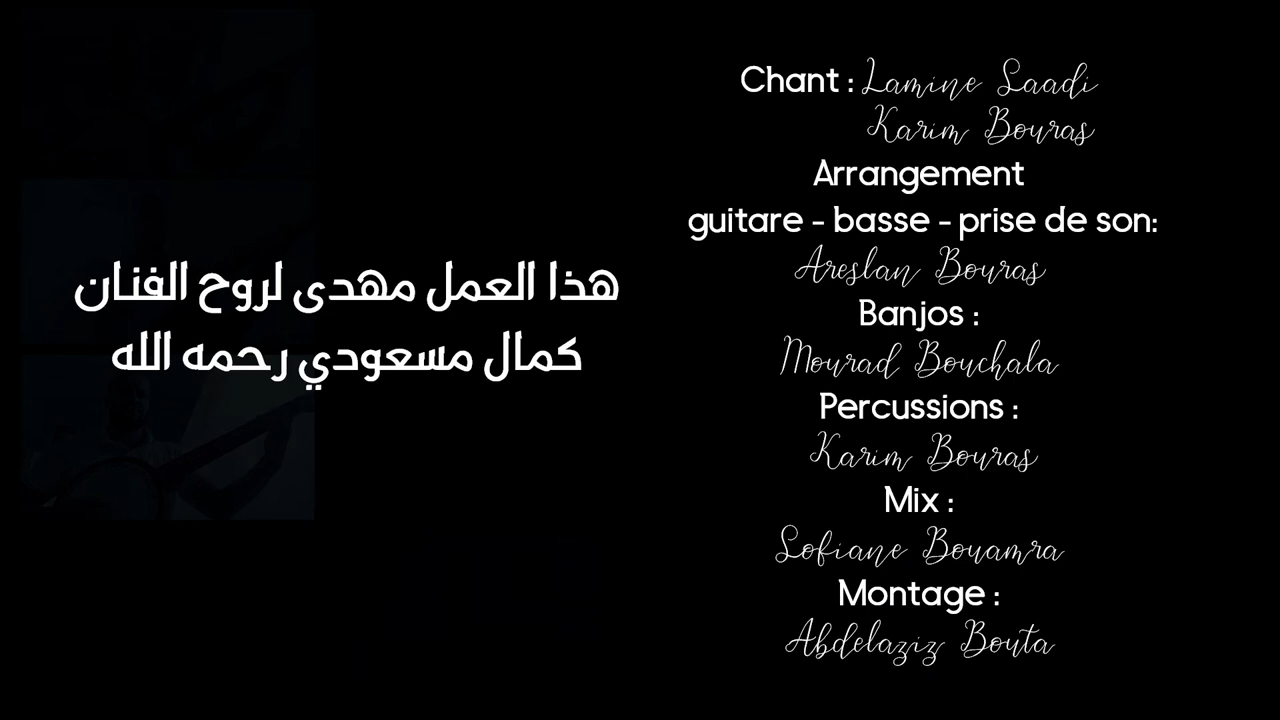 هذا العمل مهدى لروح الفنان
كمال مسعودي رحمه الله
Chant : Lamine Saadi
Karim Bouras
Arrangement
guitare - basse - prise de son:
Areslan Bouras
Banjos :
Mourad Bouchala
Percussions :
Karim Bouras
Mix :
Sofiane Bouamra
Montage :
Abdelaziz Bouta